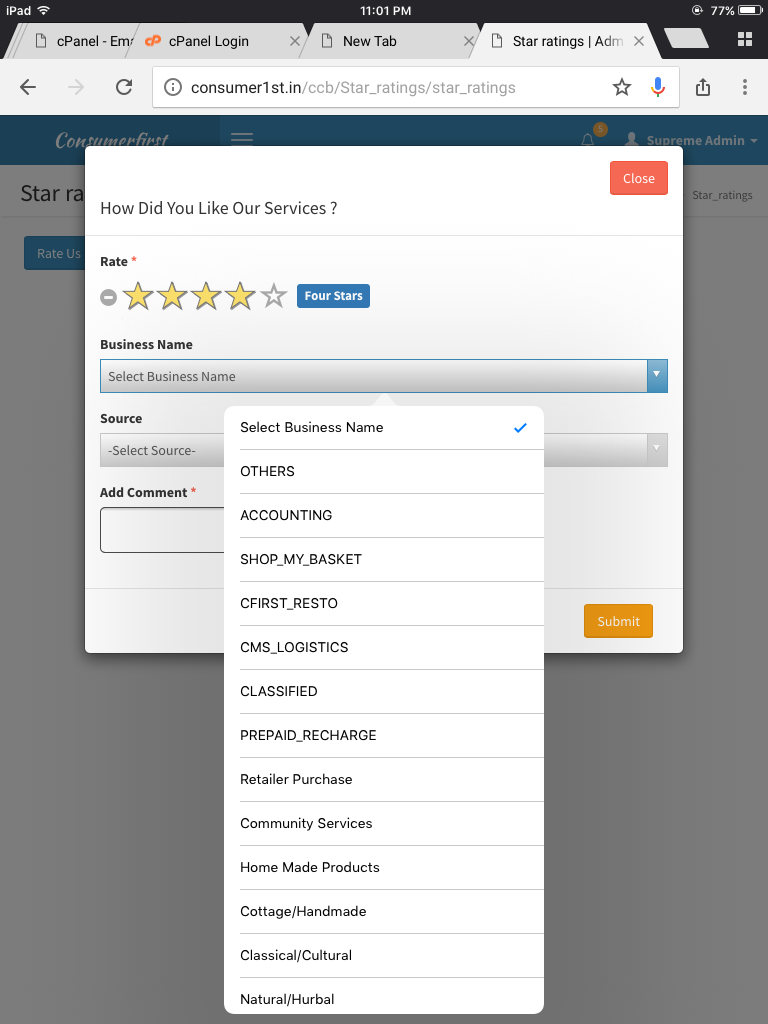 iPad 11:01 PM 77%
cPanel - Em
cPanel Login
New Tab
Star ratings | Adm
consumer1st.in/ccb/Star_ratings/star_ratings
Consumerfirst
5
Supreme Admin
Star ra
Star_ratings
Rate Us
Close
How Did You Like Our Services ?
Rate *
Four Stars
Business Name
Select Business Name
Source
-Select Source-
Add Comment *
Submit
Select Business Name
OTHERS
ACCOUNTING
SHOP_MY_BASKET
CFIRST_RESTO
CMS_LOGISTICS
CLASSIFIED
PREPAID_RECHARGE
Retailer Purchase
Community Services
Home Made Products
Cottage/Handmade
Classical/Cultural
Natural/Hurbal